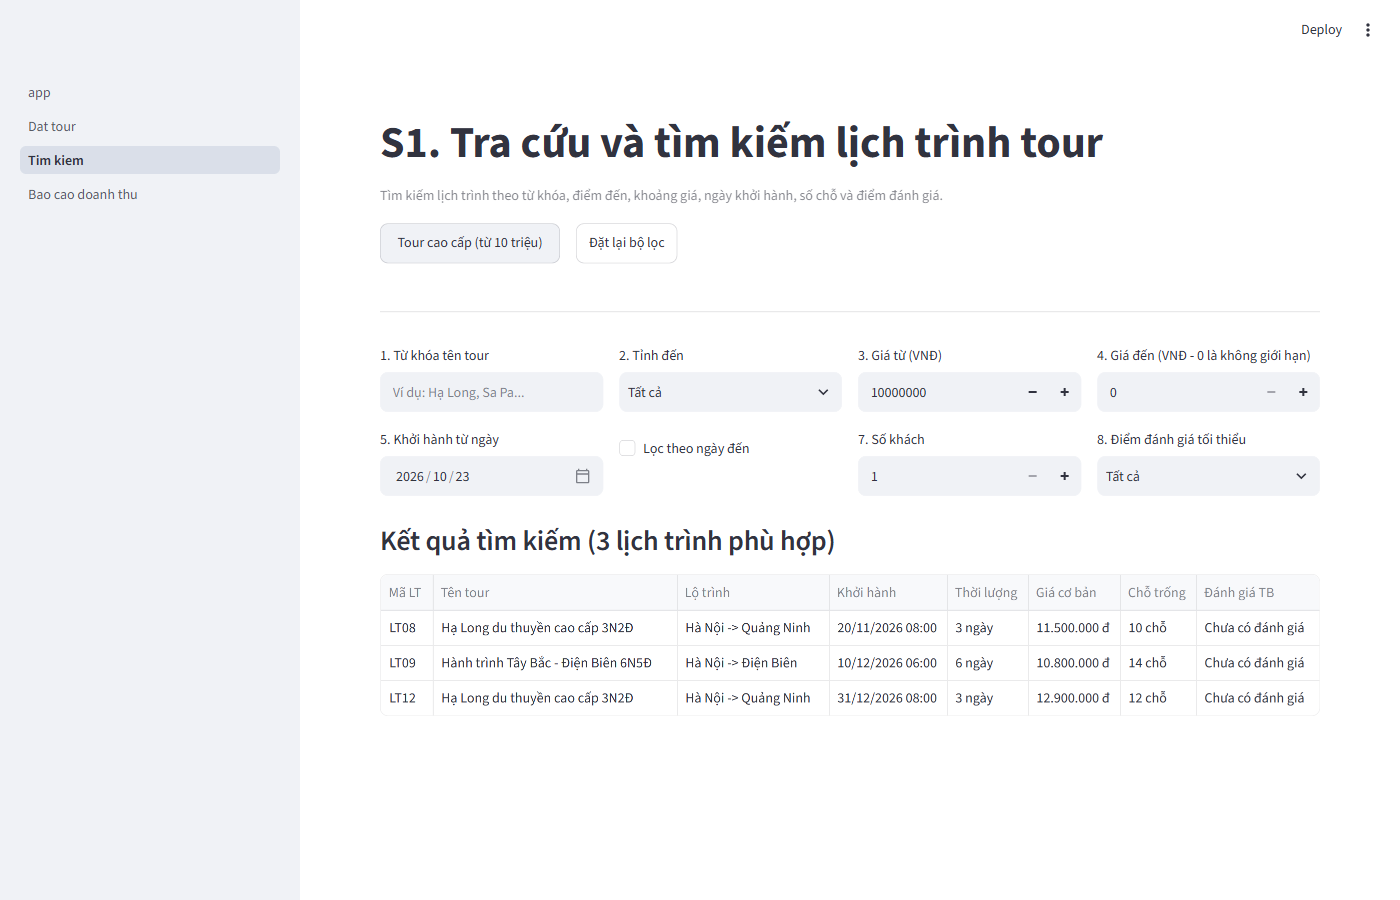 Deploy
app
Dat tour
Tim kiem
Bao cao doanh thu
S1. Tra cứu và tìm kiếm lịch trình tour
Tìm kiếm lịch trình theo từ khóa, điểm đến, khoảng giá, ngày khởi hành, số chỗ và điểm đánh giá.
Tour cao cấp (từ 10 triệu) Đặt lại bộ lọc
1. Từ khóa tên tour 2. Tỉnh đến 3. Giá từ (VNĐ) 4. Giá đến (VNĐ - 0 là không giới hạn)
Ví dụ: Hạ Long, Sa Pa... Tất cả 10000000 0
5. Khởi hành từ ngày Lọc theo ngày đến 7. Số khách 8. Điểm đánh giá tối thiểu
2026/10/23 1 Tất cả
Kết quả tìm kiếm (3 lịch trình phù hợp)
Mã LT Tên tour Lộ trình Khởi hành Thời lượng Giá cơ bản Chỗ trống Đánh giá TB
LT08 Hạ Long du thuyền cao cấp 3N2Đ Hà Nội -> Quảng Ninh 20/11/2026 08:00 3 ngày 11.500.000 đ 10 chỗ Chưa có đánh giá
LT09 Hành trình Tây Bắc - Điện Biên 6N5Đ Hà Nội -> Điện Biên 10/12/2026 06:00 6 ngày 10.800.000 đ 14 chỗ Chưa có đánh giá
LT12 Hạ Long du thuyền cao cấp 3N2Đ Hà Nội -> Quảng Ninh 31/12/2026 08:00 3 ngày 12.900.000 đ 12 chỗ Chưa có đánh giá